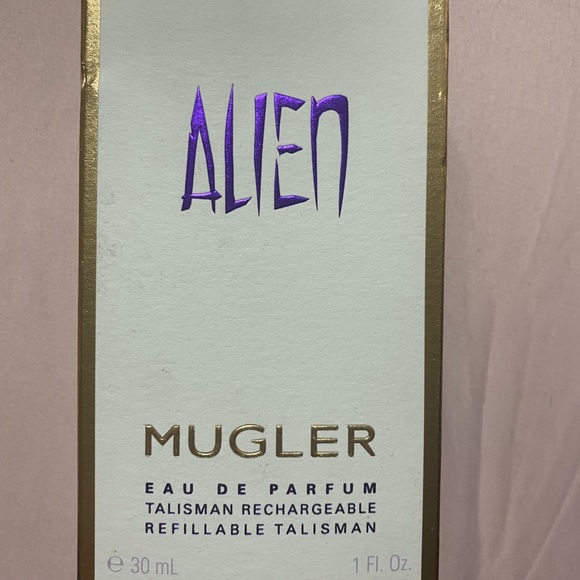 ALIEN
MUGLER
EAU DE PARFUM
TALISMAN RECHARGEABLE
REFILLABLE TALISMAN
é 30 mL 1 Fl. Oz.